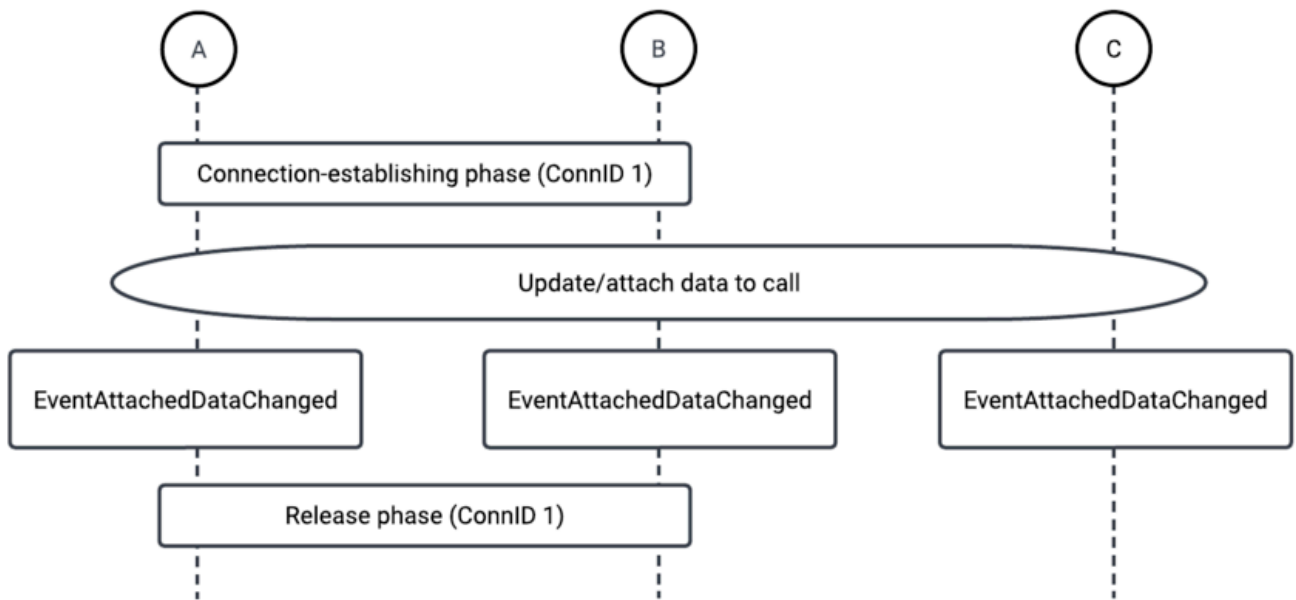 A
B
C
Connection-establishing phase (ConnID 1)
Update/attach data to call
EventAttachedDataChanged
EventAttachedDataChanged
EventAttachedDataChanged
Release phase (ConnID 1)